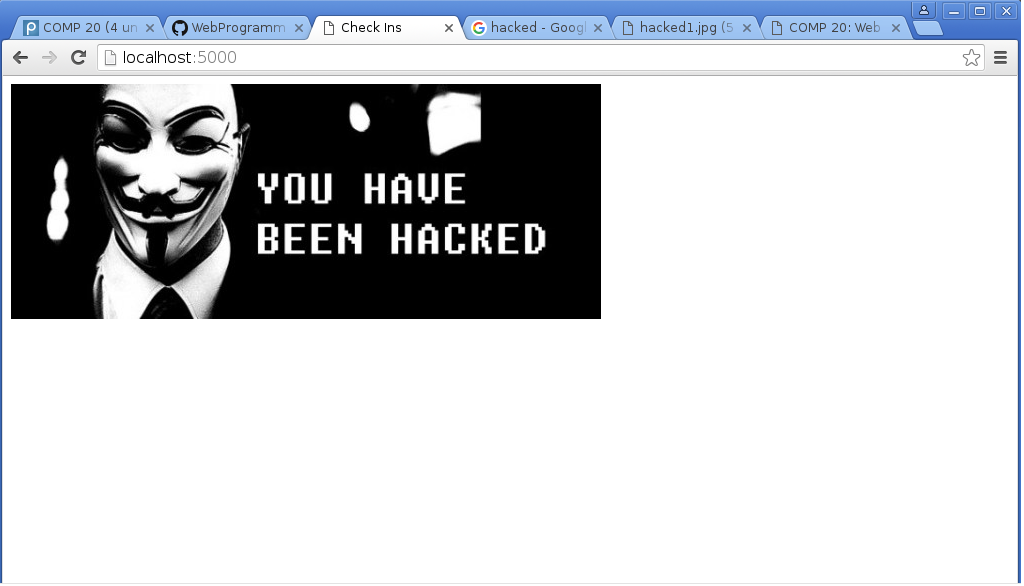 COMP 20 (4 un
WebProgramm
Check Ins
hacked - Googl
hacked1.jpg (5
COMP 20: Web
localhost:5000
YOU HAVE
BEEN HACKED